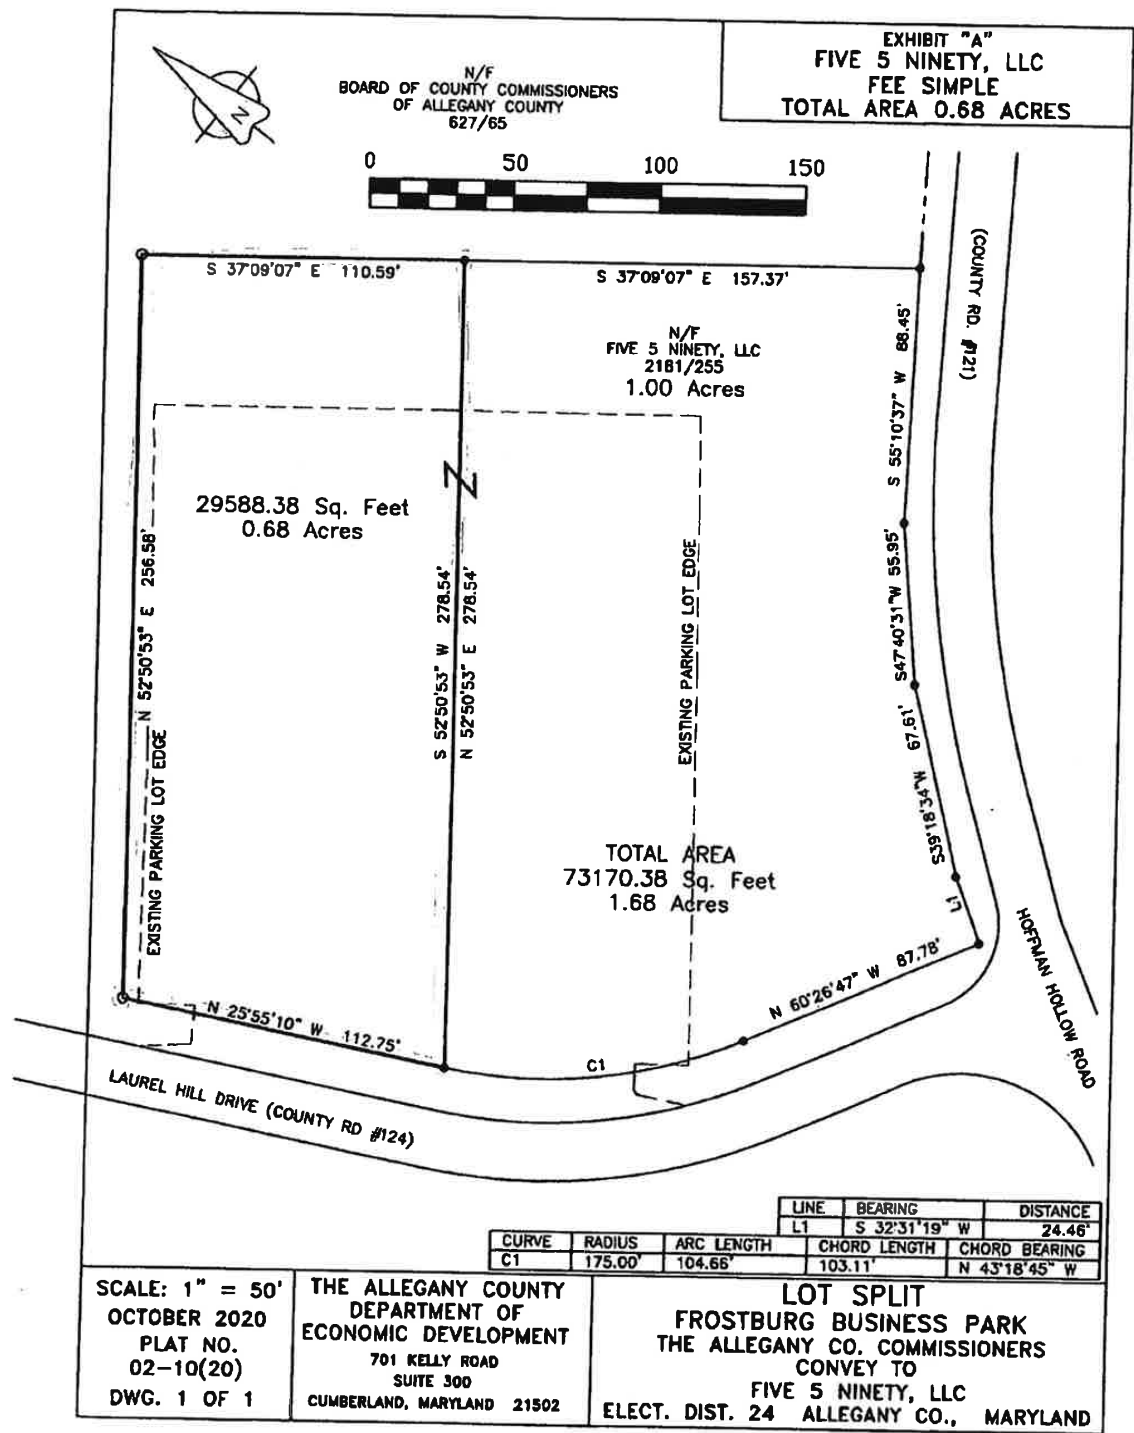 EXHIBIT "A"
FIVE 5 NINETY, LLC
FEE SIMPLE
TOTAL AREA 0.68 ACRES
N
N/F
BOARD OF COUNTY COMMISSIONERS
OF ALLEGANY COUNTY
627/65
0 50 100 150
S 37°09'07" E 110.59'
S 37°09'07" E 157.37'
(COUNTY RD. #121)
N/F
FIVE 5 NINETY, LLC
2181/255
1.00 Acres
S 55°10'37" W 88.45'
29588.38 Sq. Feet
0.68 Acres
N 52°50'53" E 256.58'
S 52°50'53" W 278.54'
N 52°50'53" E 278.54'
EXISTING PARKING LOT EDGE
S47°40'31"W 55.95'
EXISTING PARKING LOT EDGE
S39°18'34"W 67.61'
TOTAL AREA
73170.38 Sq. Feet
1.68 Acres
L1
HOFFMAN HOLLOW ROAD
N 60°26'47" W 87.78'
N 25°55'10" W 112.75'
C1
LAUREL HILL DRIVE (COUNTY RD #124)
LINE BEARING DISTANCE
L1 S 32°31'19" W 24.46'
CURVE RADIUS ARC LENGTH CHORD LENGTH CHORD BEARING
C1 175.00' 104.66' 103.11' N 43°18'45" W
SCALE: 1" = 50'
OCTOBER 2020
PLAT NO.
02-10(20)
DWG. 1 OF 1
THE ALLEGANY COUNTY
DEPARTMENT OF
ECONOMIC DEVELOPMENT
701 KELLY ROAD
SUITE 300
CUMBERLAND, MARYLAND 21502
LOT SPLIT
FROSTBURG BUSINESS PARK
THE ALLEGANY CO. COMMISSIONERS
CONVEY TO
FIVE 5 NINETY, LLC
ELECT. DIST. 24 ALLEGANY CO., MARYLAND